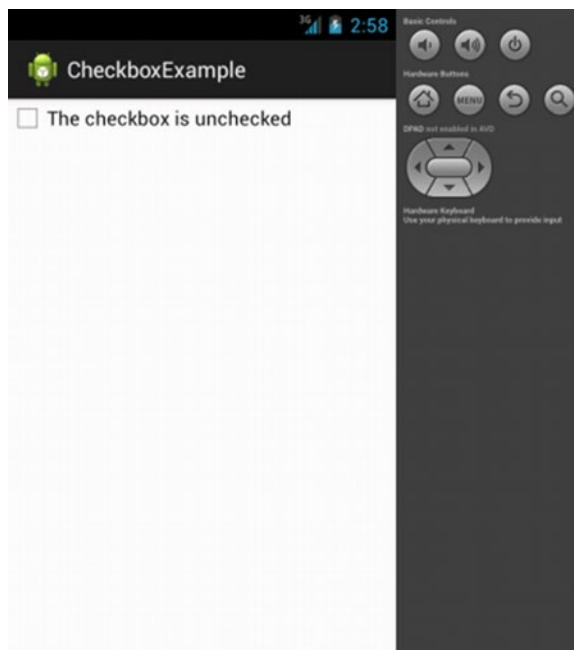 3G 2:58
CheckboxExample
The checkbox is unchecked
Basic Controls
Hardware Buttons
MENU
DPAD not enabled in AVD
Hardware Keyboard
Use your physical keyboard to provide input